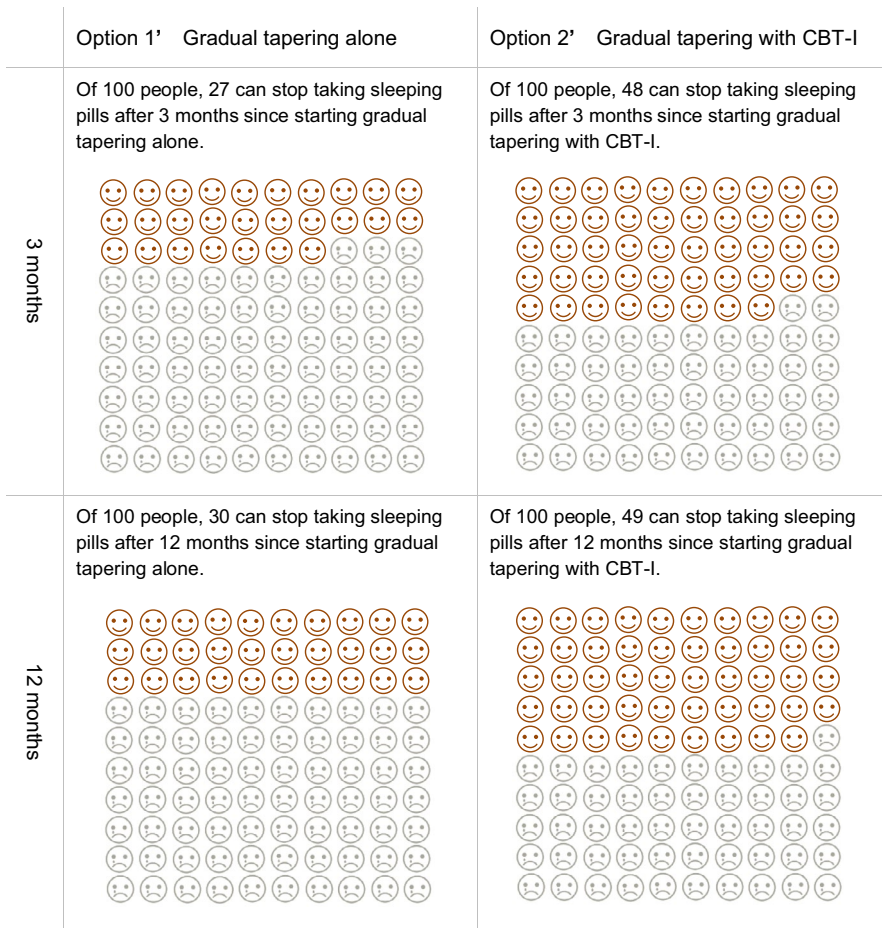 Option 1’ Gradual tapering alone
Option 2’ Gradual tapering with CBT-I
3 months
Of 100 people, 27 can stop taking sleeping
pills after 3 months since starting gradual
tapering alone.
Of 100 people, 48 can stop taking sleeping
pills after 3 months since starting gradual
tapering with CBT-I.
12 months
Of 100 people, 30 can stop taking sleeping
pills after 12 months since starting gradual
tapering alone.
Of 100 people, 49 can stop taking sleeping
pills after 12 months since starting gradual
tapering with CBT-I.